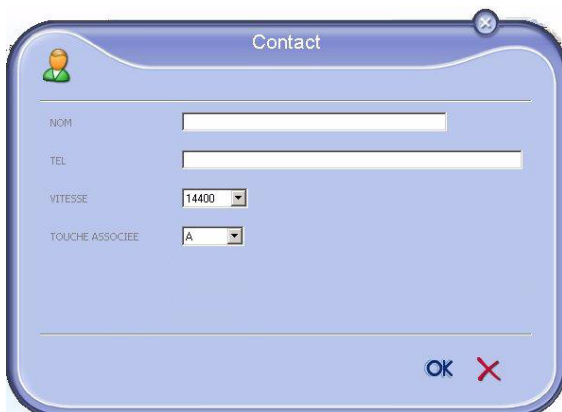 Contact
NOM
TEL
VITESSE 14400
TOUCHE ASSOCIEE A
OK